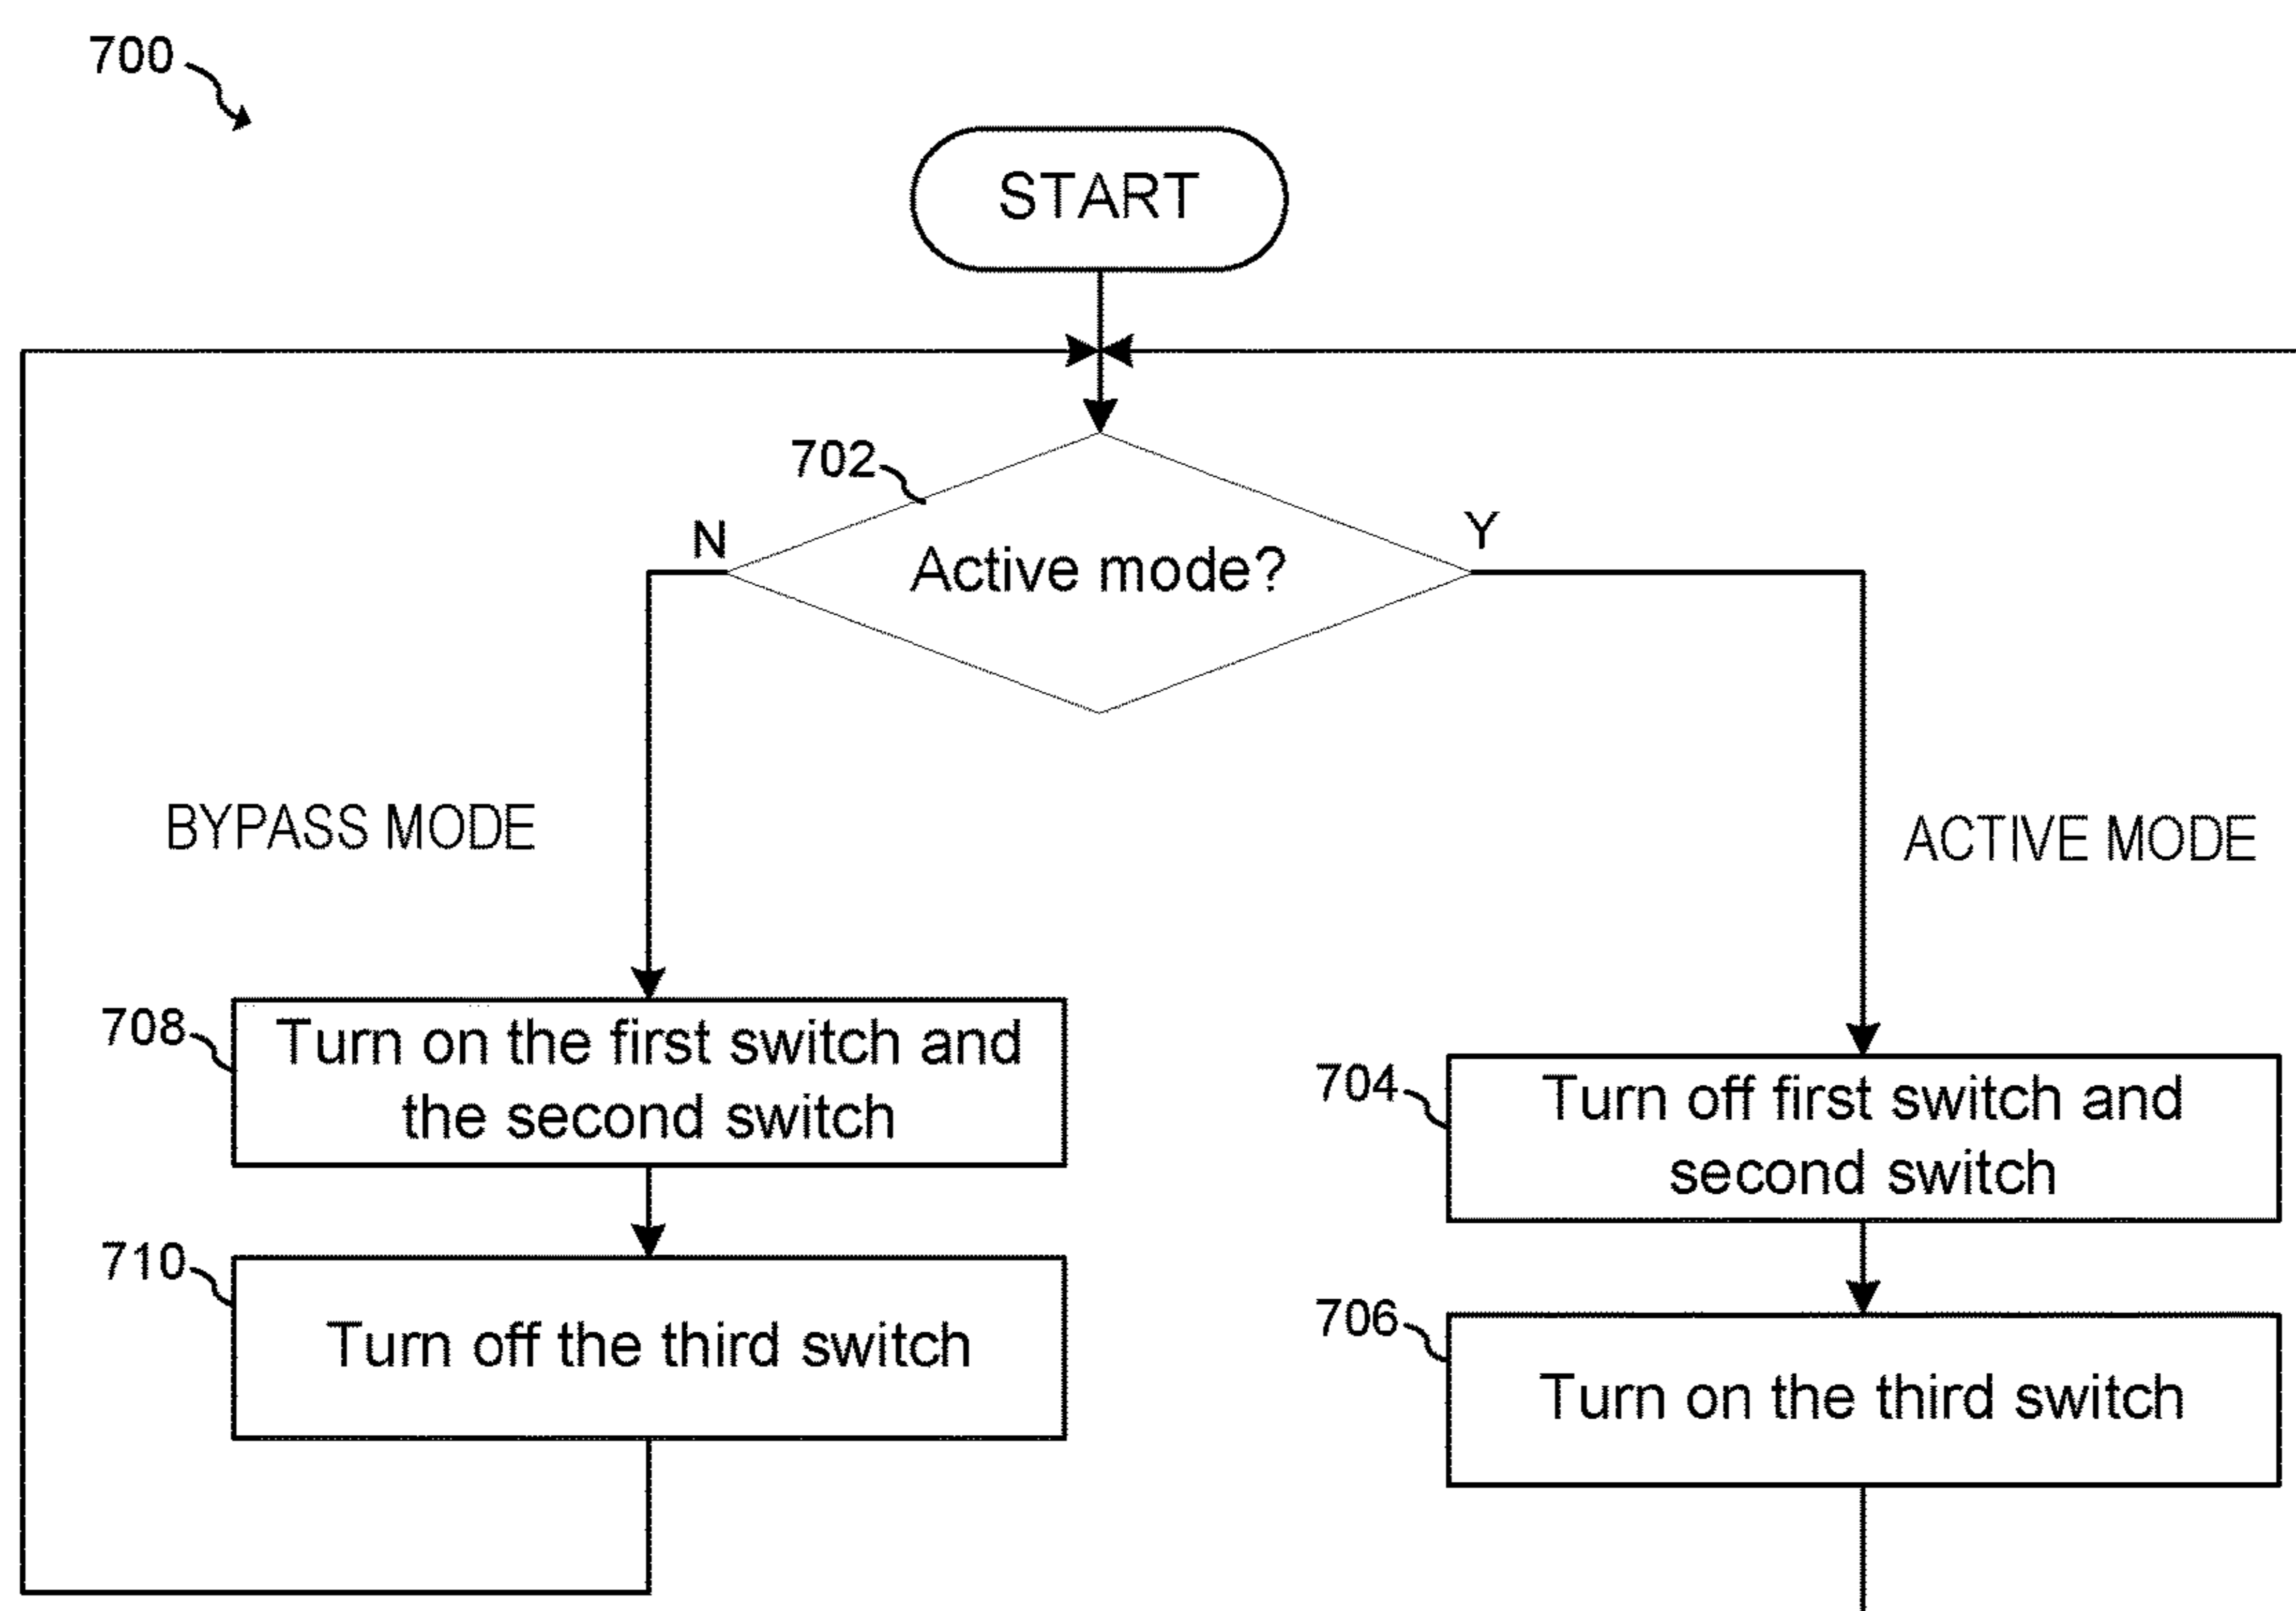 700
START
702
N
Y
Active mode?
BYPASS MODE
ACTIVE MODE
708
Turn on the first switch and
the second switch
704
Turn off first switch and
second switch
710
Turn off the third switch
706
Turn on the third switch